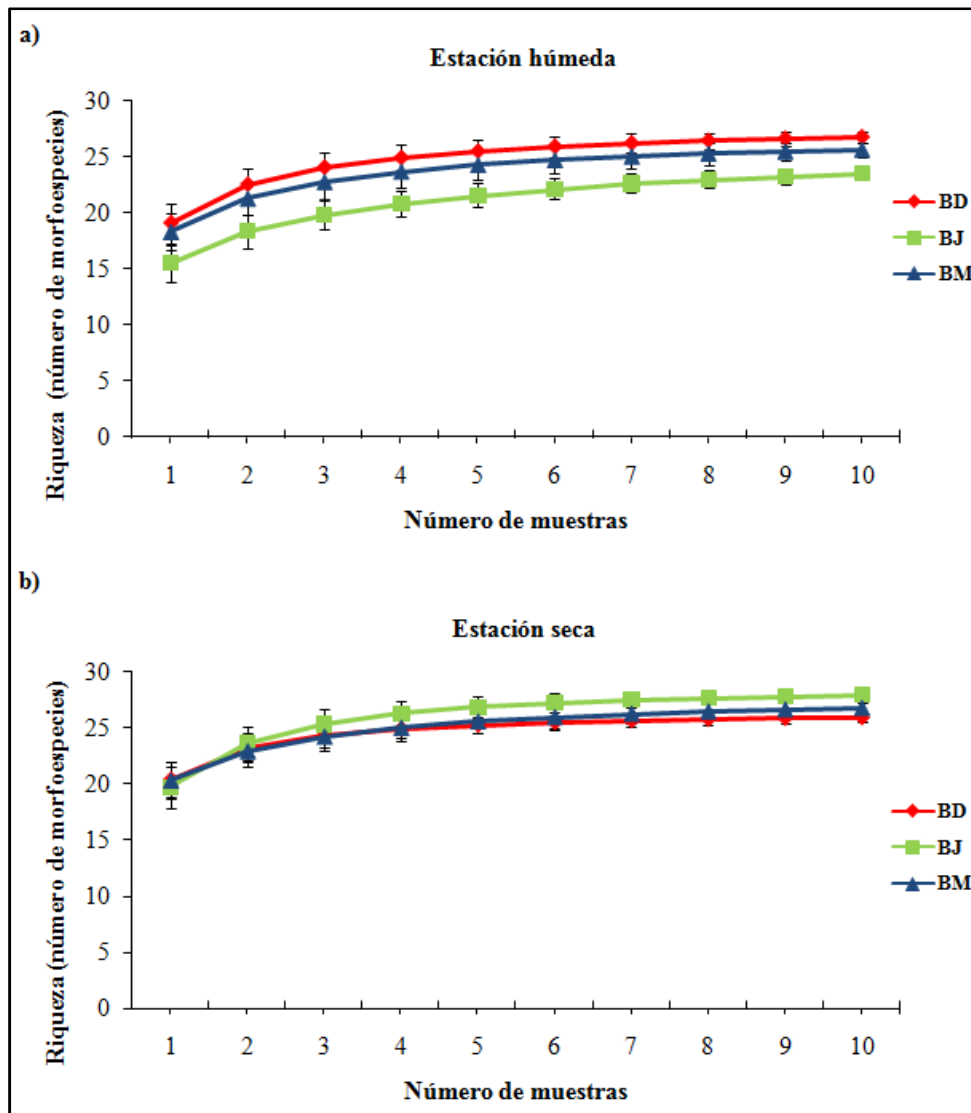 a)
Estación húmeda
Riqueza (número de morfoespecies)
30
25
20
15
10
5
0
1 2 3 4 5 6 7 8 9 10
Número de muestras
BD
BJ
BM
b)
Estación seca
Riqueza (número de morfoespecies)
30
25
20
15
10
5
0
1 2 3 4 5 6 7 8 9 10
Número de muestras
BD
BJ
BM